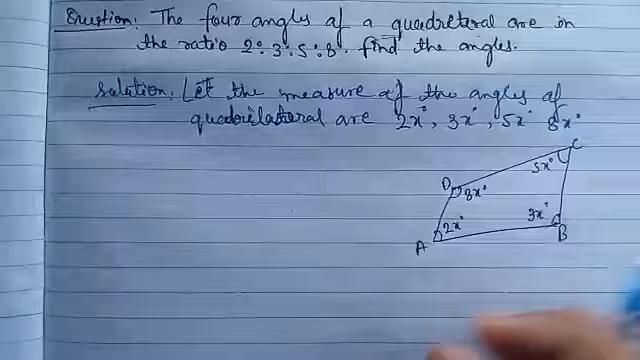 Question: The four angles of a quadreteral are in
the ratio 2:3:5:8. find the angles.
Solution. Let the measure of the angles of
quadrilateral are 2x°, 3x°, 5x° 8x°
C
5x°
D 8x°
3x°
2x°
A B